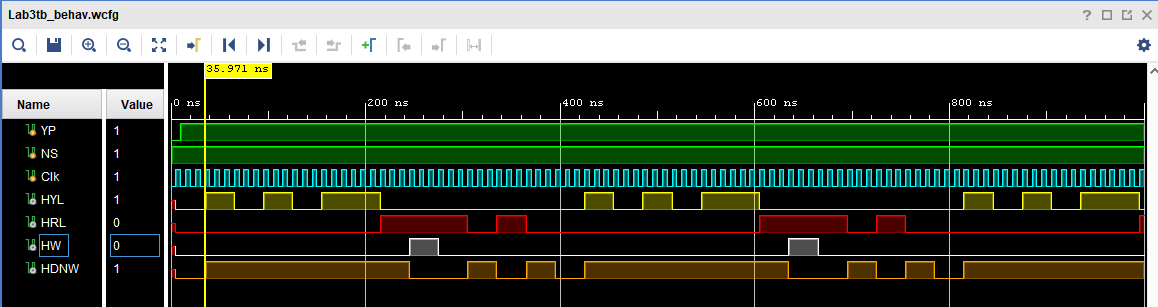 Lab3tb_behav.wcfg
35.971 ns
Name Value
0 ns 200 ns 400 ns 600 ns 800 ns
YP 1
NS 1
Clk 1
HYL 1
HRL 0
HW 0
HDNW 1